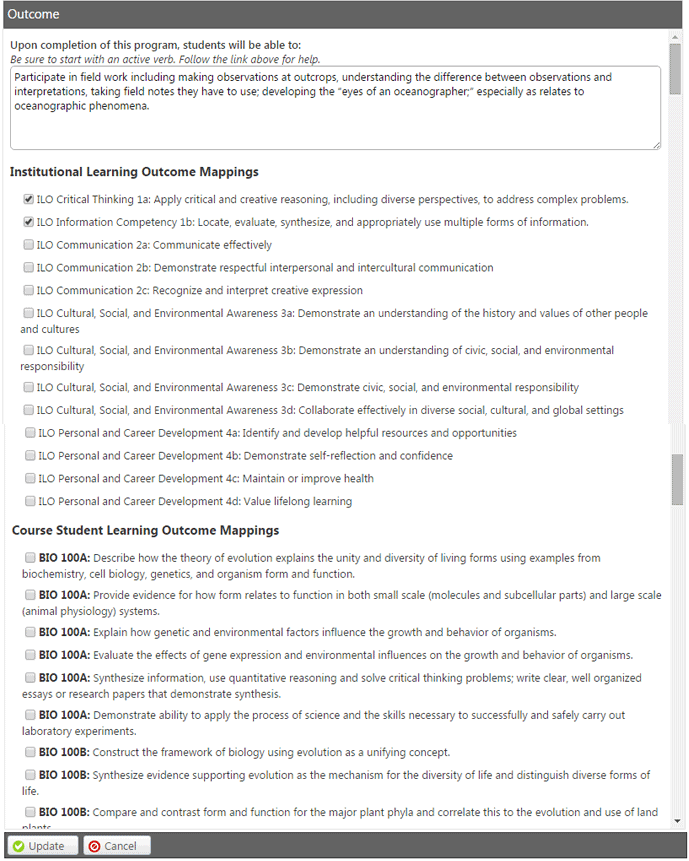 Outcome
Upon completion of this program, students will be able to:
Be sure to start with an active verb. Follow the link above for help.
Participate in field work including making observations at outcrops, understanding the difference between observations and
interpretations, taking field notes they have to use; developing the “eyes of an oceanographer;” especially as relates to
oceanographic phenomena.
Institutional Learning Outcome Mappings
ILO Critical Thinking 1a: Apply critical and creative reasoning, including diverse perspectives, to address complex problems.
ILO Information Competency 1b: Locate, evaluate, synthesize, and appropriately use multiple forms of information.
ILO Communication 2a: Communicate effectively
ILO Communication 2b: Demonstrate respectful interpersonal and intercultural communication
ILO Communication 2c: Recognize and interpret creative expression
ILO Cultural, Social, and Environmental Awareness 3a: Demonstrate an understanding of the history and values of other people
and cultures
ILO Cultural, Social, and Environmental Awareness 3b: Demonstrate an understanding of civic, social, and environmental
responsibility
ILO Cultural, Social, and Environmental Awareness 3c: Demonstrate civic, social, and environmental responsibility
ILO Cultural, Social, and Environmental Awareness 3d: Collaborate effectively in diverse social, cultural, and global settings
ILO Personal and Career Development 4a: Identify and develop helpful resources and opportunities
ILO Personal and Career Development 4b: Demonstrate self-reflection and confidence
ILO Personal and Career Development 4c: Maintain or improve health
ILO Personal and Career Development 4d: Value lifelong learning
Course Student Learning Outcome Mappings
BIO 100A: Describe how the theory of evolution explains the unity and diversity of living forms using examples from
biochemistry, cell biology, genetics, and organism form and function.
BIO 100A: Provide evidence for how form relates to function in both small scale (molecules and subcellular parts) and large scale
(animal physiology) systems.
BIO 100A: Explain how genetic and environmental factors influence the growth and behavior of organisms.
BIO 100A: Evaluate the effects of gene expression and environmental influences on the growth and behavior of organisms.
BIO 100A: Synthesize information, use quantitative reasoning and solve critical thinking problems; write clear, well organized
essays or research papers that demonstrate synthesis.
BIO 100A: Demonstrate ability to apply the process of science and the skills necessary to successfully and safely carry out
laboratory experiments.
BIO 100B: Construct the framework of biology using evolution as a unifying concept.
BIO 100B: Synthesize evidence supporting evolution as the mechanism for the diversity of life and distinguish diverse forms of
life.
BIO 100B: Compare and contrast form and function for the major plant phyla and correlate this to the evolution and use of land
plants.
Update
Cancel